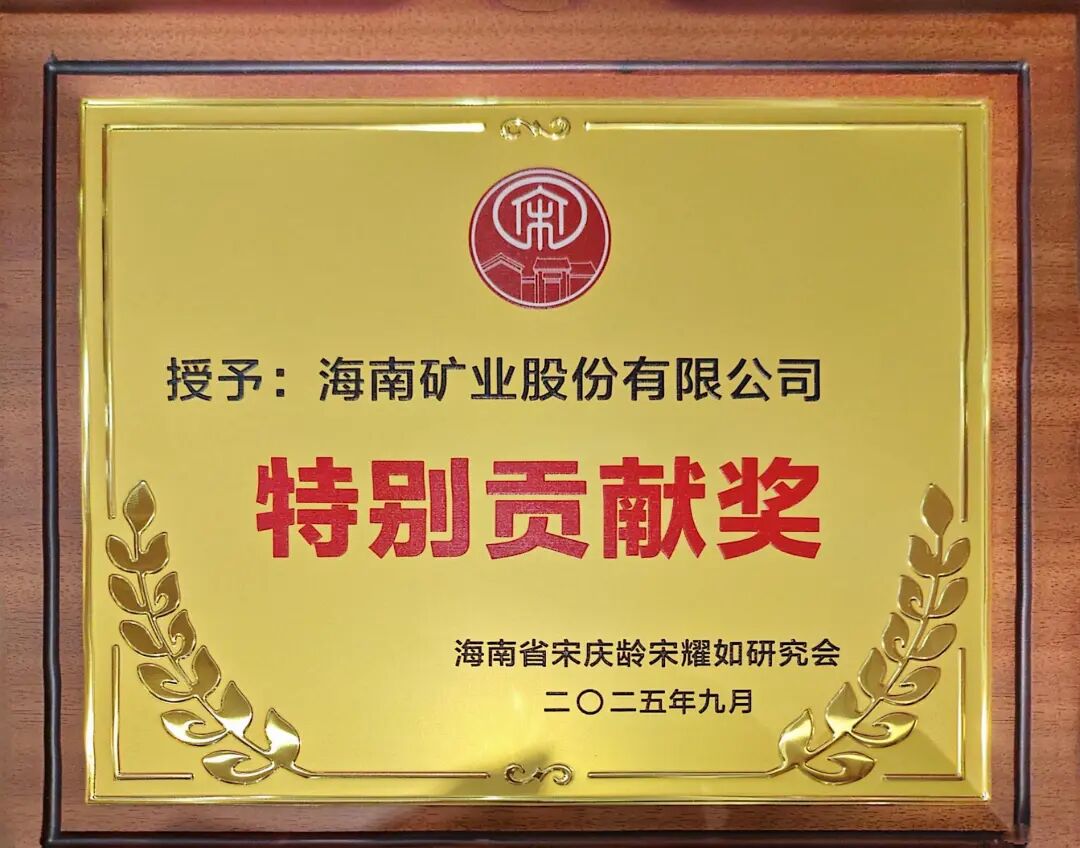 宋
授予：海南矿业股份有限公司
特别贡献奖
海南省宋庆龄宋耀如研究会
二〇二五年九月